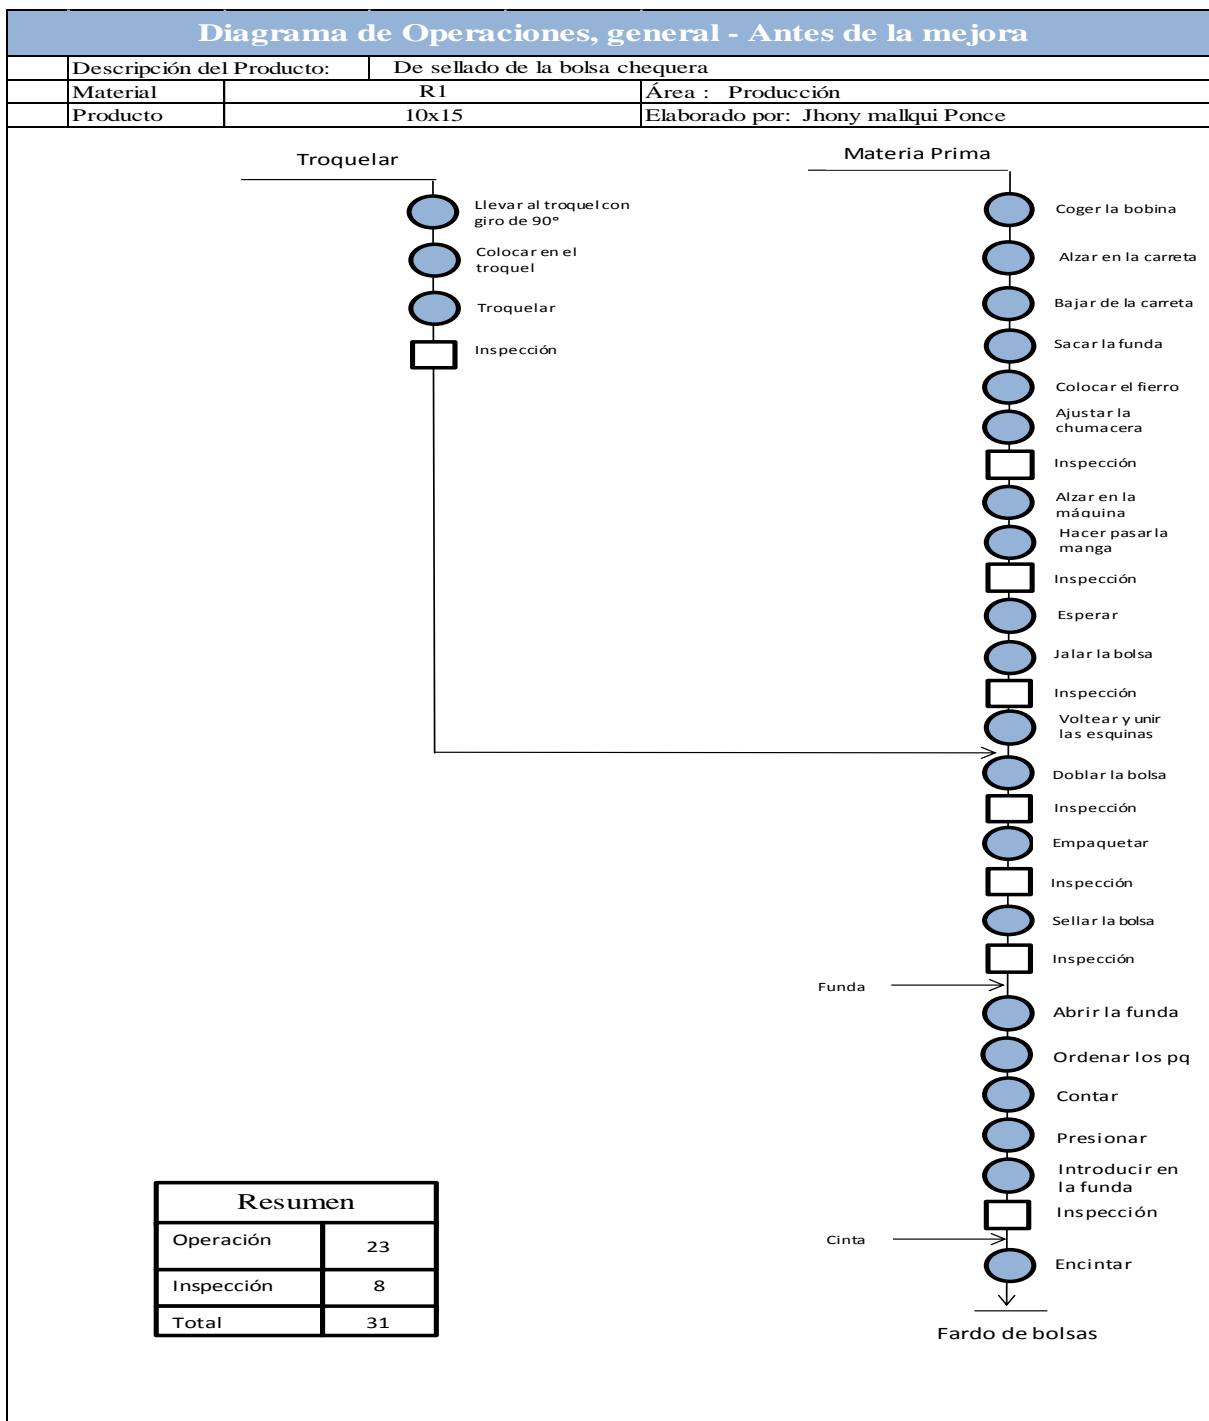 Diagrama de Operaciones, general - Antes de la mejora
Descripción del Producto: De sellado de la bolsa chequera
Material R1 Área : Producción
Producto 10x15 Elaborado por: Jhony mallqui Ponce
Troquelar
Llevar al troquel con
giro de 90°
Colocar en el
troquel
Troquelar
Inspección
Materia Prima
Coger la bobina
Alzar en la carreta
Bajar de la carreta
Sacar la funda
Colocar el fierro
Ajustar la
chumacera
Inspección
Alzar en la
máquina
Hacer pasar la
manga
Inspección
Esperar
Jalar la bolsa
Inspección
Voltear y unir
las esquinas
Doblar la bolsa
Inspección
Empaquetar
Inspección
Sellar la bolsa
Inspección
Funda
Abrir la funda
Ordenar los pq
Contar
Presionar
Introducir en
la funda
Inspección
Cinta
Encintar
Fardo de bolsas
Resumen
Operación 23
Inspección 8
Total 31